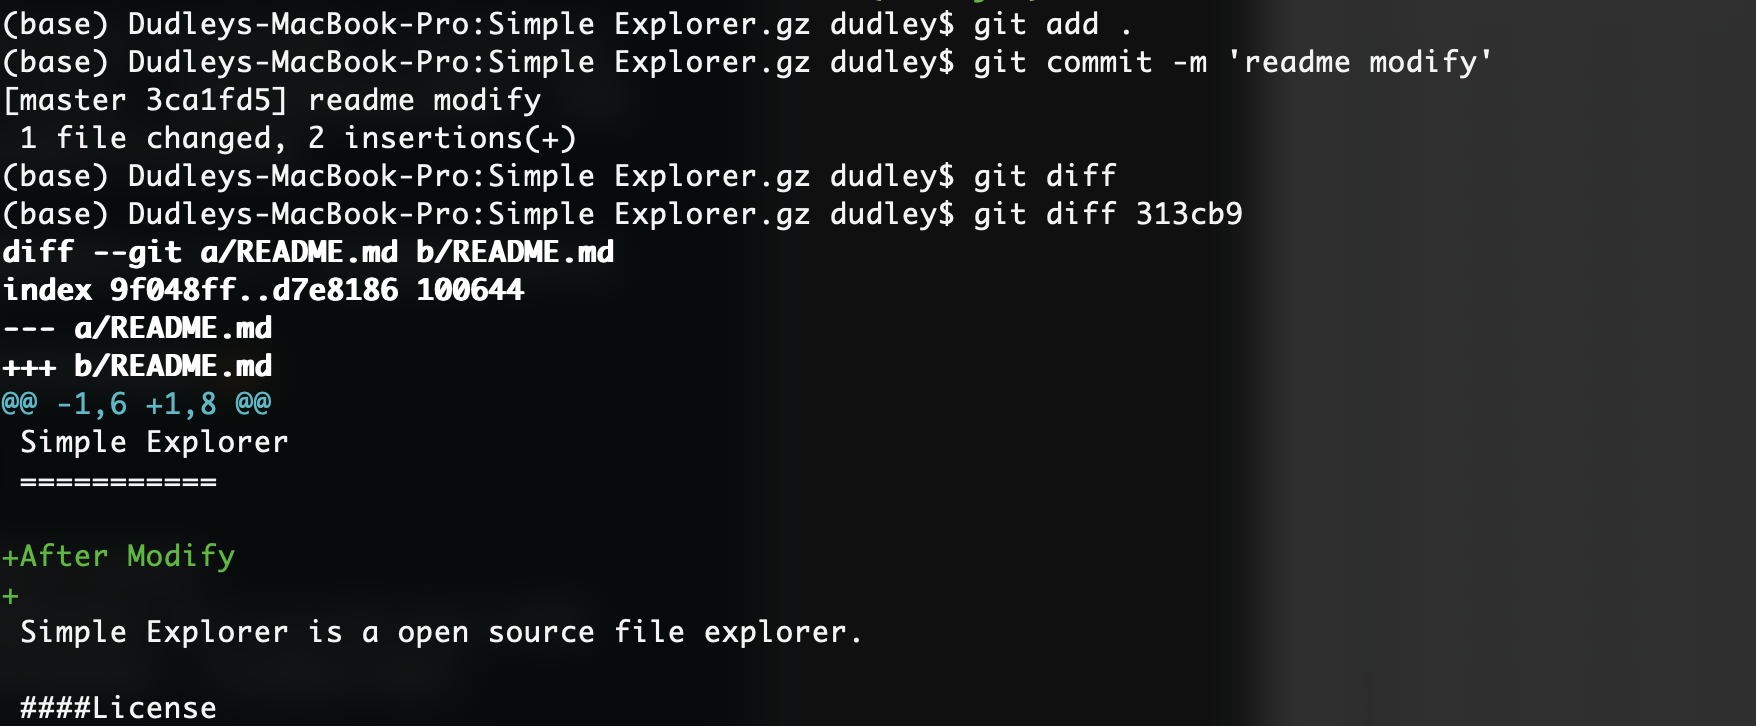 (base) Dudleys-MacBook-Pro:Simple Explorer.gz dudley$ git add .
(base) Dudleys-MacBook-Pro:Simple Explorer.gz dudley$ git commit -m 'readme modify'
[master 3ca1fd5] readme modify
 1 file changed, 2 insertions(+)
(base) Dudleys-MacBook-Pro:Simple Explorer.gz dudley$ git diff
(base) Dudleys-MacBook-Pro:Simple Explorer.gz dudley$ git diff 313cb9
diff --git a/README.md b/README.md
index 9f048ff..d7e8186 100644
--- a/README.md
+++ b/README.md
@@ -1,6 +1,8 @@
 Simple Explorer
 ===========
+After Modify
+
 Simple Explorer is a open source file explorer.
 ####License